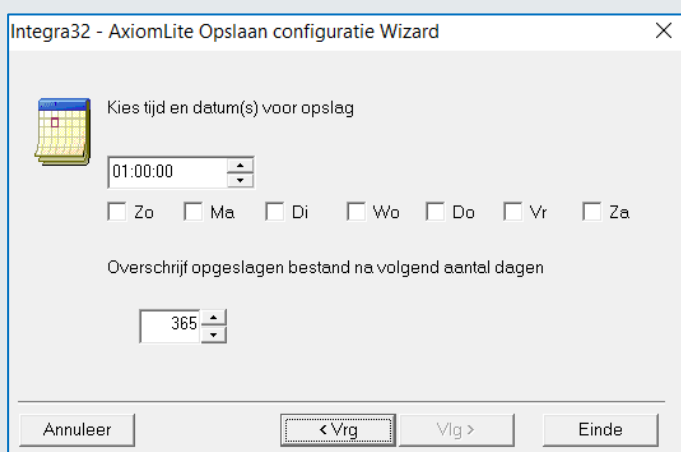 Integra32 - AxiomLite Opslaan configuratie Wizard
Kies tijd en datum(s) voor opslag
01:00:00
Zo Ma Di Wo Do Vr Za
Overschrijf opgeslagen bestand na volgend aantal dagen
365
Annuleer < Vrg Vlg > Einde